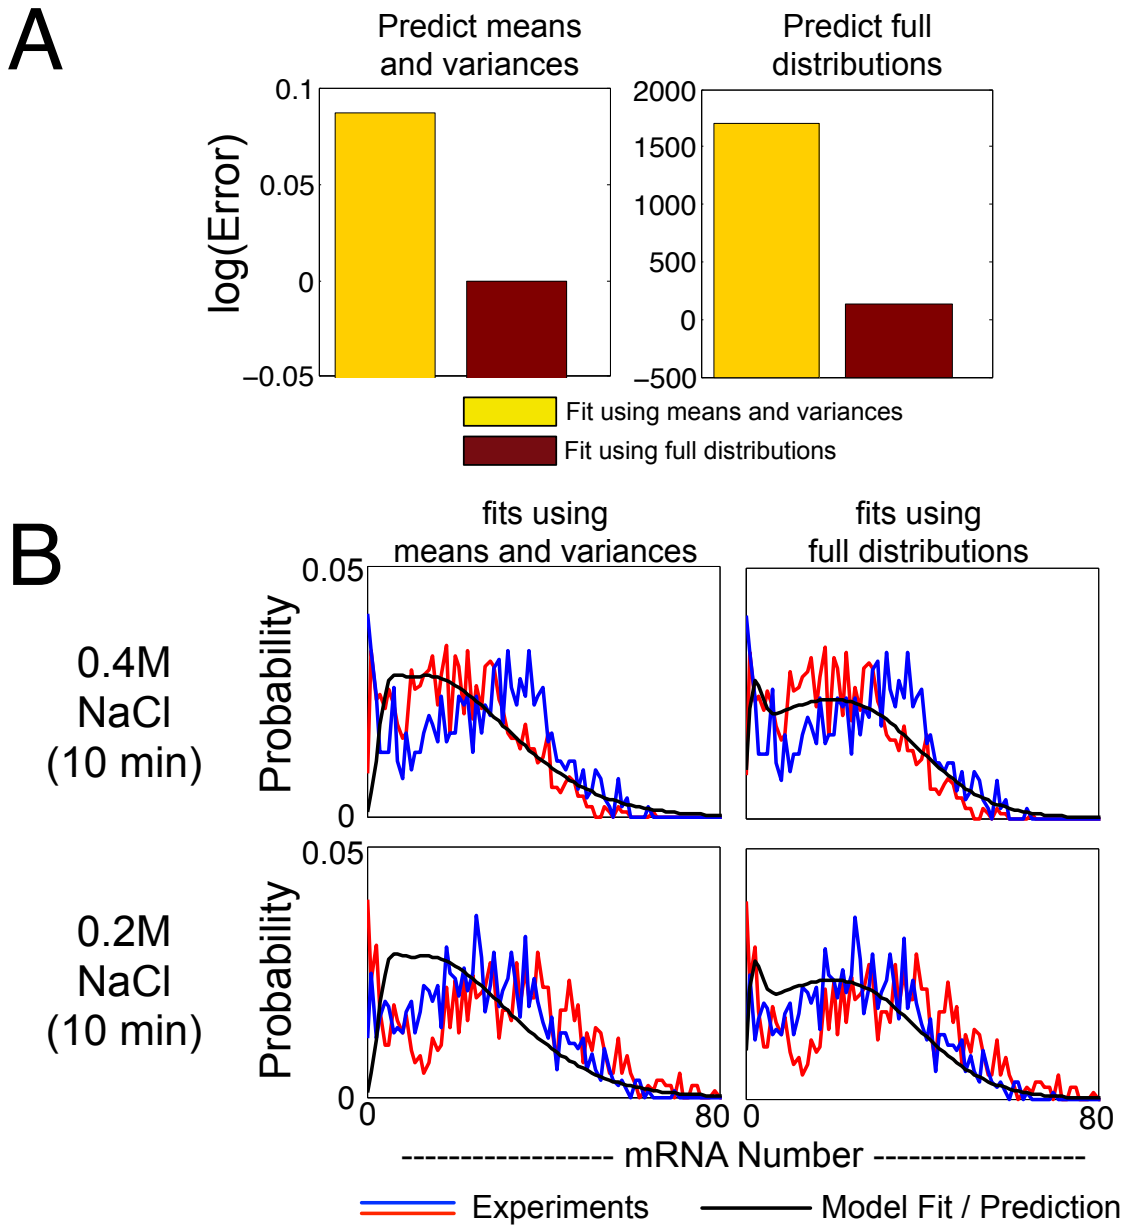 A
Predict means
and variances
Predict full
distributions
log(Error)
0.1
0.05
0
−0.05
2000
1500
1000
500
0
−500
Fit using means and variances
Fit using full distributions
B
fits using
means and variances
fits using
full distributions
0.4M
NaCl
(10 min)
Probability
0.05
0
0.2M
NaCl
(10 min)
Probability
0.05
0
0
80
0
80
------------------ mRNA Number ------------------
Experiments
Model Fit / Prediction